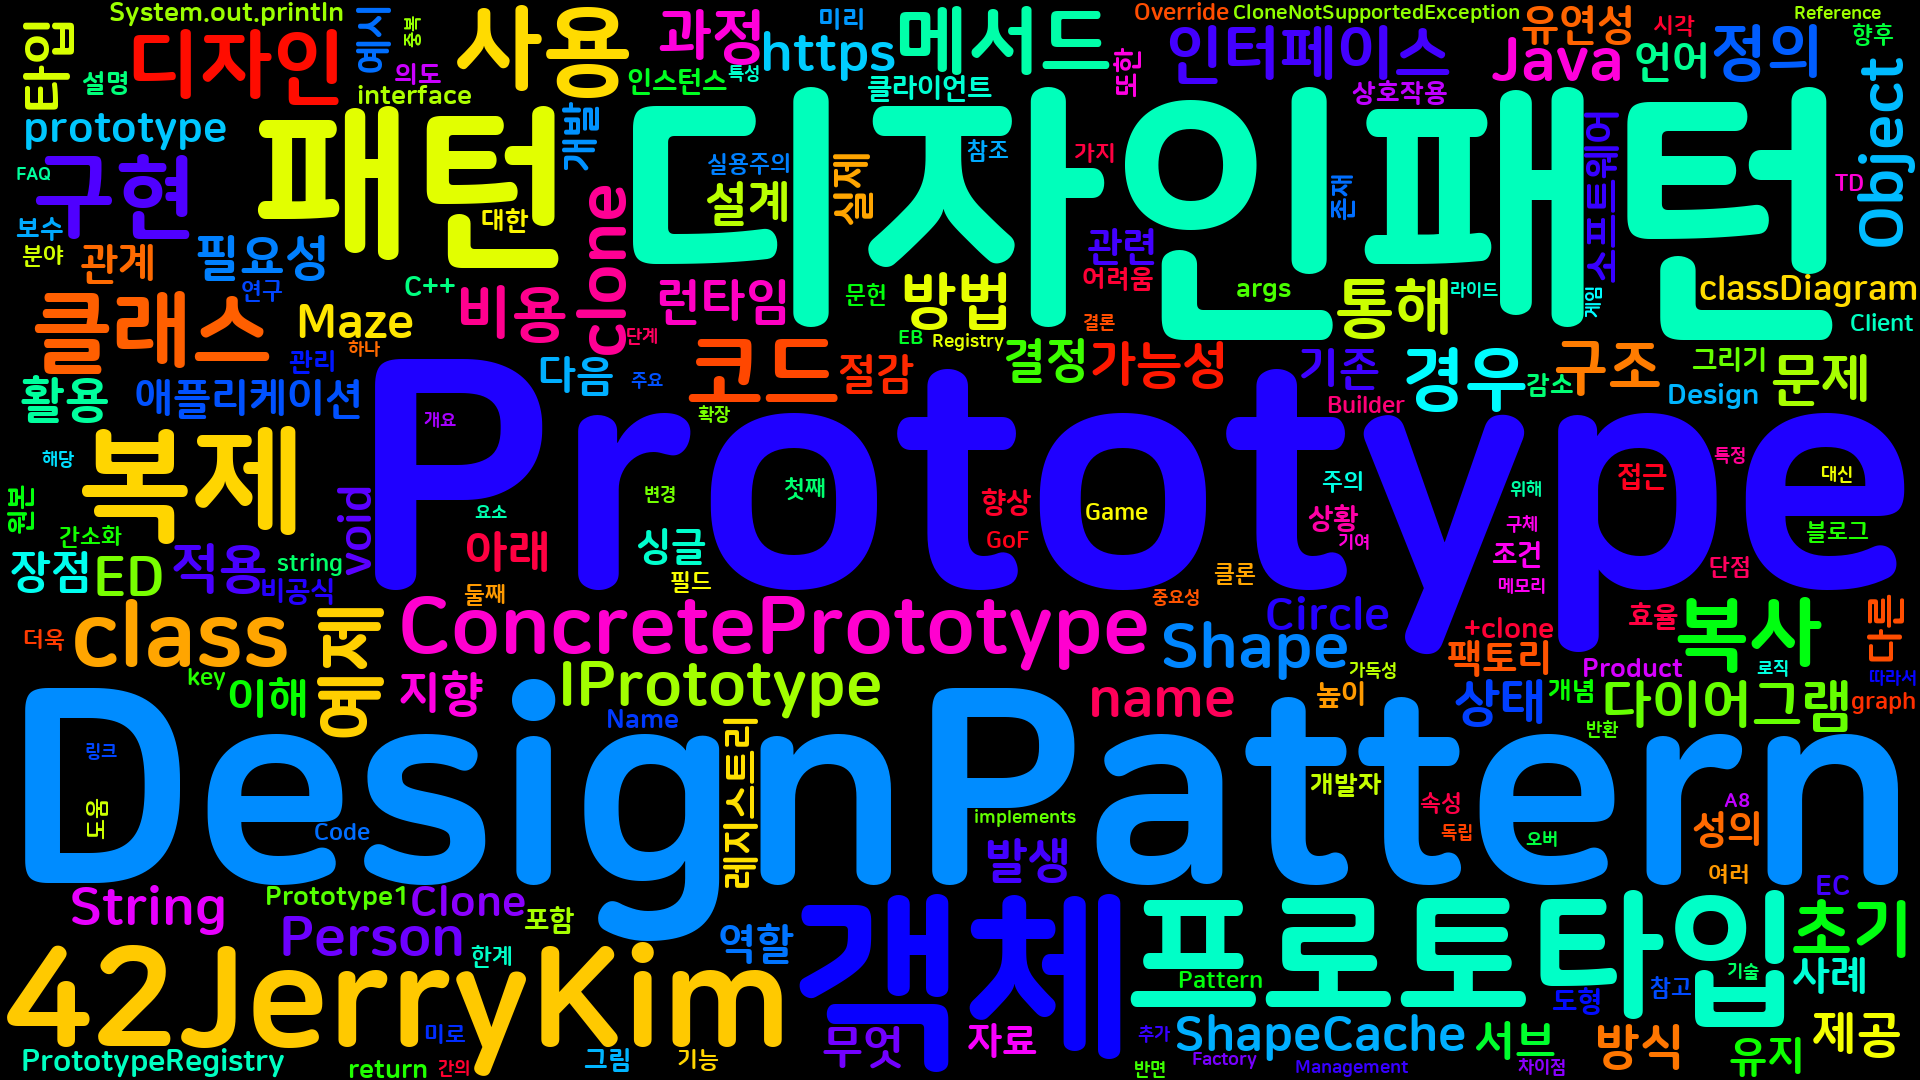 System.out.println
중복
사용
과정
미리
https
메서드
Override
CloneNotSupportedException
유연성
시각
Reference
향후
타입
설명
디자인
예시
의도
interface
인스턴스
특성
클라이언트
또한
인터페이스
상호작용
Java
언어
정의
Object
prototype
FAQ
구현
패턴
대한
개발
clone
실용주의
설계
실제
디자인패턴
참조
가지
존재
소프트웨어
TD
보수
분야
관계
필요성
연구
C++
비용
런타임
문헌
방법
관련
어려움
args
통해
라이드
게임
classDiagram
Client
클래스
Maze
관리
하나
단계
EB
Registry
결론
코드
절감
결정
가능성
기존
경우
감소
구조
그리기
Design
문제
활용
애플리케이션
개요
다음
주요
확장
Builder
복제
해당
원본
간소화
void
Prototype
변경
요소
첫째
향상
GoF
Game
주의
상황
기여
특정
위해
구체
조건
메모리
접근
대신
블로그
단점
장점
ED
적용
string
비공식
아래
둘째
싱글
필드
클론
중요성
더욱
class
key
이해
예제
지향
ConcretePrototype
IPrototype
Shape
Circle
+clone
팩토리
효율
복사
다른
Product
로직
따라서
name
높이
가독성
상태
개념
반환
다이어그램
graph
링크
도움
DesignPattern
Name
Code
레지스트리
implements
발생
개발자
속성
독립
오버
A8
성의
여러
EC
String
Prototype1
Clone
Person
한계
포함
역할
객체
프로토타입
Pattern
초기
사례
기술
참고
도형
42JerryKim
PrototypeRegistry
미로
return
간의
그림
기능
무엇
자료
반면
추가
ShapeCache
Factory
Management
서브
차이점
방식
유지
제공